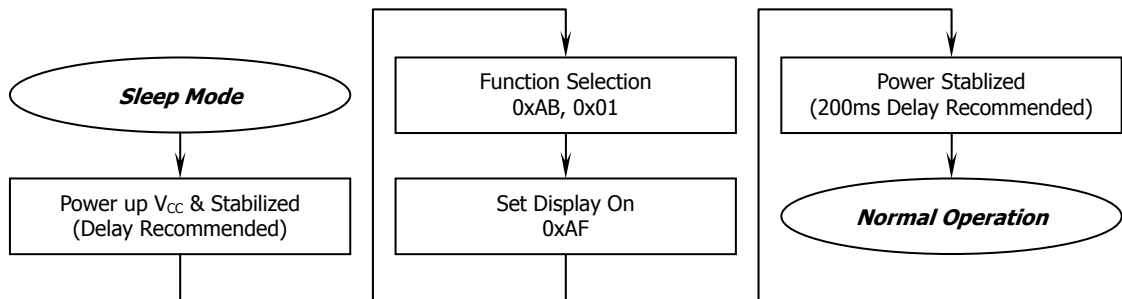 Sleep Mode
Power up VCC & Stabilized
(Delay Recommended)
Function Selection
0xAB, 0x01
Set Display On
0xAF
Power Stablized
(200ms Delay Recommended)
Normal Operation